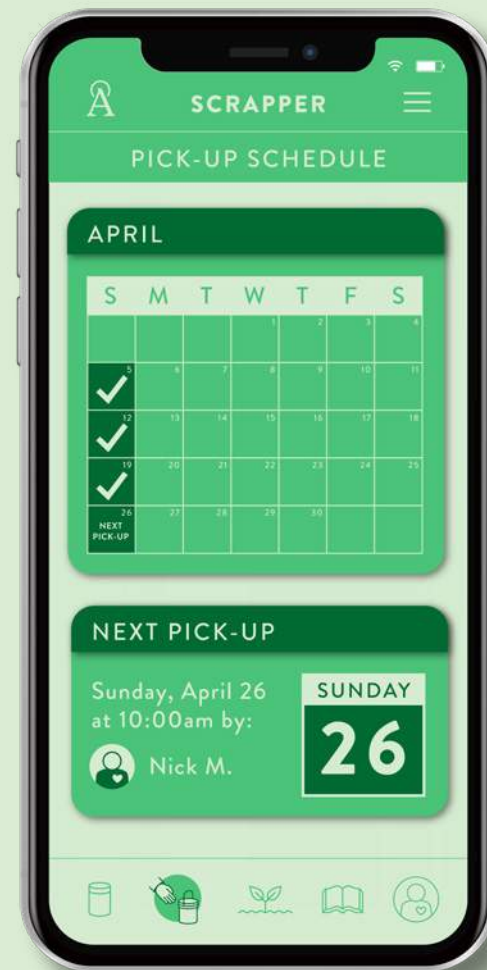 A
SCRAPPER
PICK-UP SCHEDULE
APRIL
S M T W T F S
1 2 3 4
5 6 7 8 9 10 11
12 13 14 15 16 17 18
19 20 21 22 23 24 25
26 27 28 29 30
NEXT
PICK-UP
NEXT PICK-UP
Sunday, April 26
at 10:00am by:
Nick M.
SUNDAY
26